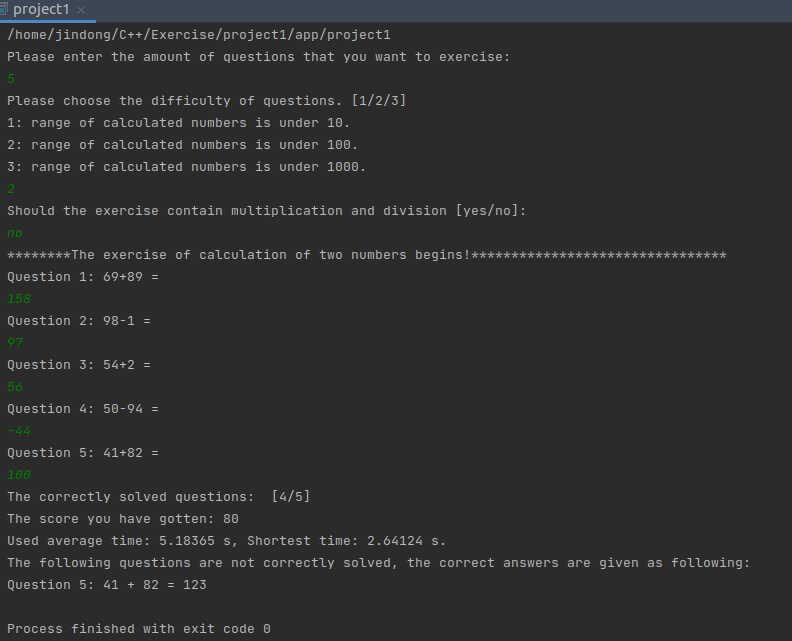 project1
/home/jindong/C++/Exercise/project1/app/project1
Please enter the amount of questions that you want to exercise:
5
Please choose the difficulty of questions. [1/2/3]
1: range of calculated numbers is under 10.
2: range of calculated numbers is under 100.
3: range of calculated numbers is under 1000.
2
Should the exercise contain multiplication and division [yes/no]:
no
********The exercise of calculation of two numbers begins!********************************
Question 1: 69+89 =
158
Question 2: 98-1 =
97
Question 3: 54+2 =
56
Question 4: 50-94 =
-44
Question 5: 41+82 =
100
The correctly solved questions:  [4/5]
The score you have gotten: 80
Used average time: 5.18365 s, Shortest time: 2.64124 s.
The following questions are not correctly solved, the correct answers are given as following:
Question 5: 41 + 82 = 123
Process finished with exit code 0